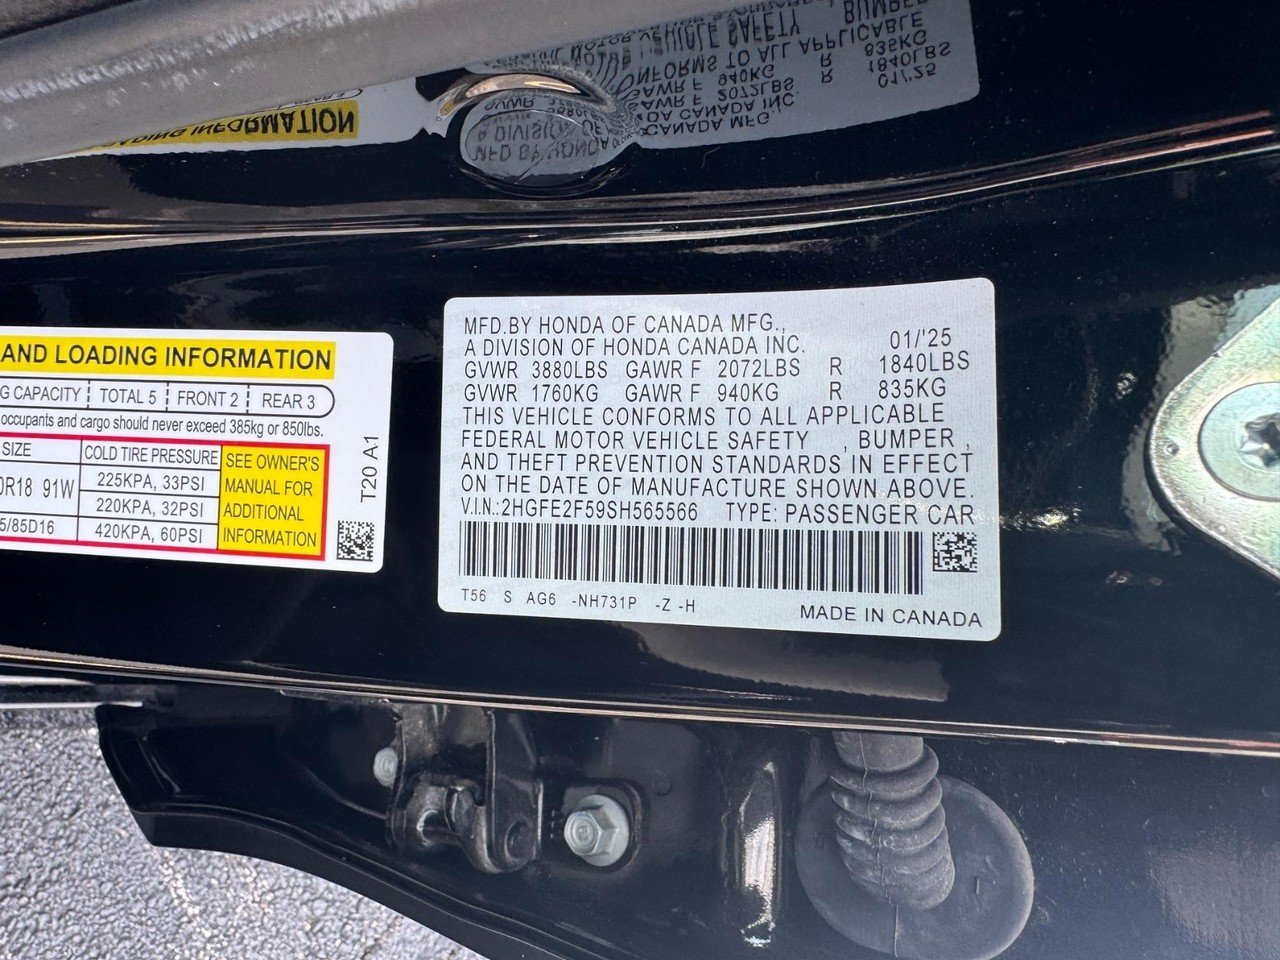 AND LOADING INFORMATION
G CAPACITY TOTAL 5 FRONT 2 REAR 3
occupants and cargo should never exceed 385kg or 850lbs.
SIZE COLD TIRE PRESSURE
0R18 91W 225KPA, 33PSI
220KPA, 32PSI
5/85D16 420KPA, 60PSI
SEE OWNER'S
MANUAL FOR
ADDITIONAL
INFORMATION
T20 A1
MFD.BY HONDA OF CANADA MFG., 01/'25
A DIVISION OF HONDA CANADA INC.
GVWR 3880LBS GAWR F 2072LBS R 1840LBS
GVWR 1760KG GAWR F 940KG R 835KG
THIS VEHICLE CONFORMS TO ALL APPLICABLE
FEDERAL MOTOR VEHICLE SAFETY , BUMPER ,
AND THEFT PREVENTION STANDARDS IN EFFECT
ON THE DATE OF MANUFACTURE SHOWN ABOVE.
V.I.N.:2HGFE2F59SH565566 TYPE: PASSENGER CAR
T56 S AG6 -NH731P -Z -H
MADE IN CANADA